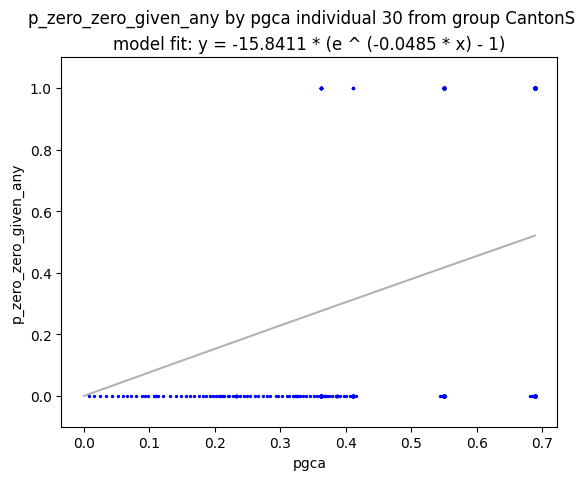 p_zero_zero_given_any by pgca individual 30 from group CantonS
model fit: y = -15.8411 * (e ^ (-0.0485 * x) - 1)
p_zero_zero_given_any
1.0
0.8
0.6
0.4
0.2
0.0
0.0 0.1 0.2 0.3 0.4 0.5 0.6 0.7
pgca